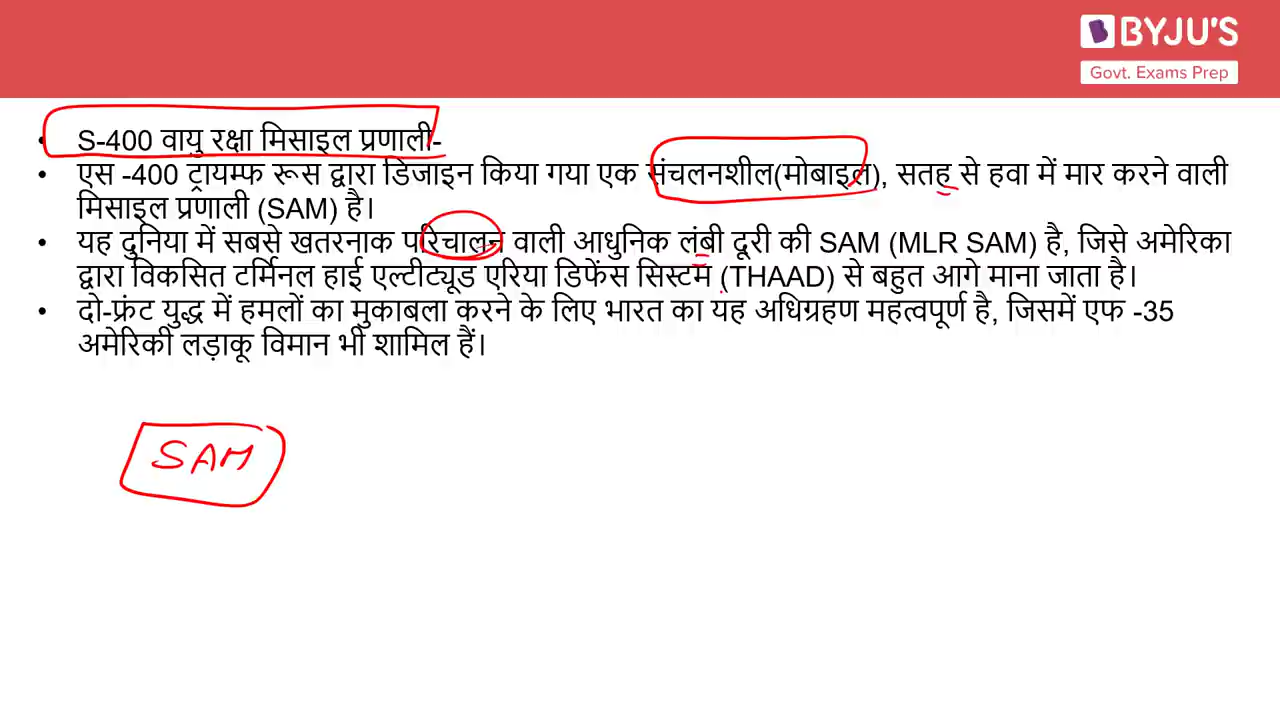 BYJU'S
Govt. Exams Prep
• S-400 वायु रक्षा मिसाइल प्रणाली-
• एस -400 ट्रायम्फ रूस द्वारा डिजाइन किया गया एक संचलनशील(मोबाइल), सतह से हवा में मार करने वाली
मिसाइल प्रणाली (SAM) है।
• यह दुनिया में सबसे खतरनाक परिचालन वाली आधुनिक लंबी दूरी की SAM (MLR SAM) है, जिसे अमेरिका
द्वारा विकसित टर्मिनल हाई एल्टीट्यूड एरिया डिफेंस सिस्टम (THAAD) से बहुत आगे माना जाता है।
• दो-फ्रंट युद्ध में हमलों का मुकाबला करने के लिए भारत का यह अधिग्रहण महत्वपूर्ण है, जिसमें एफ -35
अमेरिकी लड़ाकू विमान भी शामिल हैं।
SAM